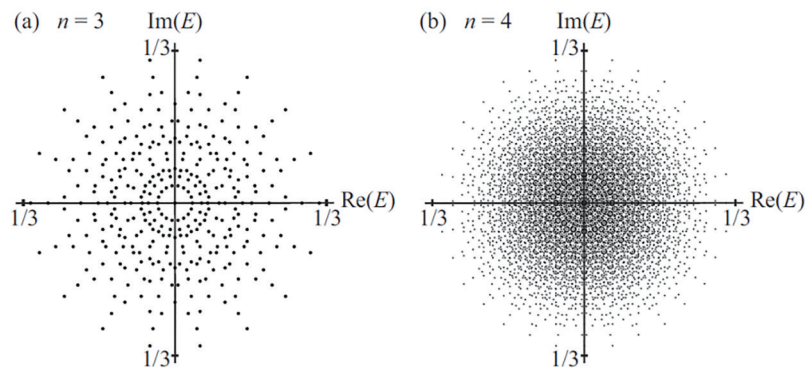 (a) n = 3 Im(E)
1/3
Re(E)
1/3 1/3
1/3
(b) n = 4 Im(E)
1/3
Re(E)
1/3 1/3
1/3